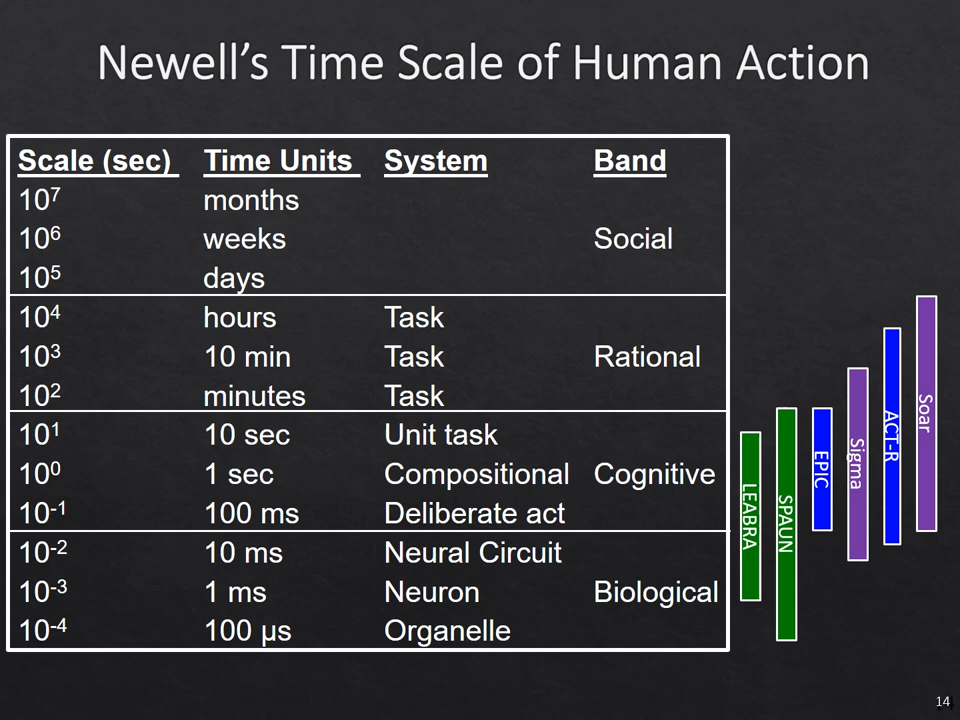 Newell's Time Scale of Human Action
Scale (sec) Time Units System Band
10⁷ months
10⁶ weeks Social
10⁵ days
10⁴ hours Task
10³ 10 min Task Rational
10² minutes Task
10¹ 10 sec Unit task
10⁰ 1 sec Compositional Cognitive
10⁻¹ 100 ms Deliberate act
10⁻² 10 ms Neural Circuit
10⁻³ 1 ms Neuron Biological
10⁻⁴ 100 µs Organelle
LEABRA
SPAUN
EPIC
Sigma
ACT-R
Soar
14